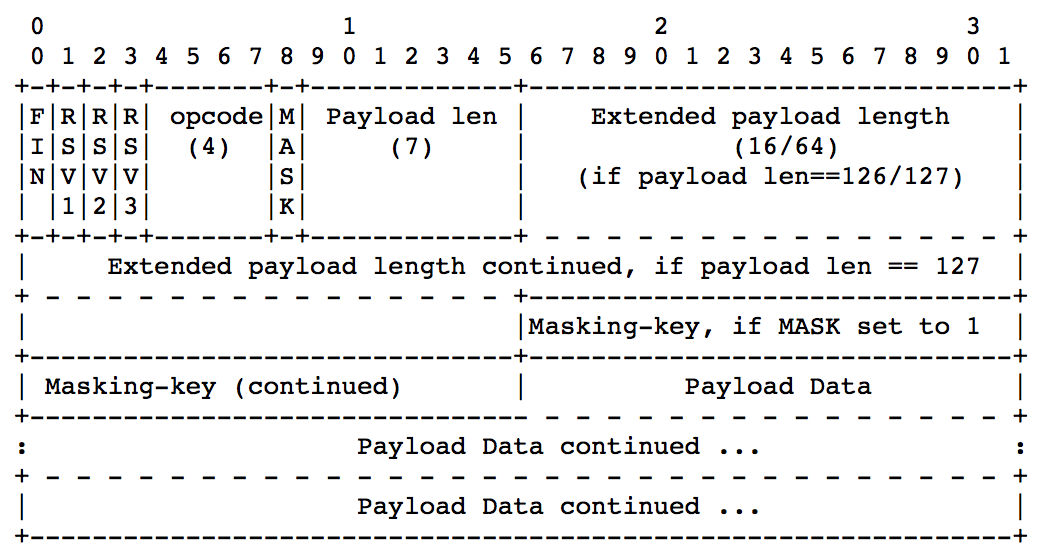 0                   1                   2                   3
 0 1 2 3 4 5 6 7 8 9 0 1 2 3 4 5 6 7 8 9 0 1 2 3 4 5 6 7 8 9 0 1
+-+-+-+-+-------+-+-------------+-------------------------------+
|F|R|R|R| opcode|M| Payload len |    Extended payload length    |
|I|S|S|S|  (4)  |A|     (7)     |             (16/64)           |
|N|V|V|V|       |S|             |   (if payload len==126/127)   |
| |1|2|3|       |K|             |                               |
+-+-+-+-+-------+-+-------------+ - - - - - - - - - - - - - - - +
|     Extended payload length continued, if payload len == 127  |
+ - - - - - - - - - - - - - - - +-------------------------------+
|                               |Masking-key, if MASK set to 1  |
+-------------------------------+-------------------------------+
| Masking-key (continued)       |          Payload Data         |
+-------------------------------- - - - - - - - - - - - - - - - +
:                     Payload Data continued ...                :
+ - - - - - - - - - - - - - - - - - - - - - - - - - - - - - - - +
|                     Payload Data continued ...                |
+---------------------------------------------------------------+